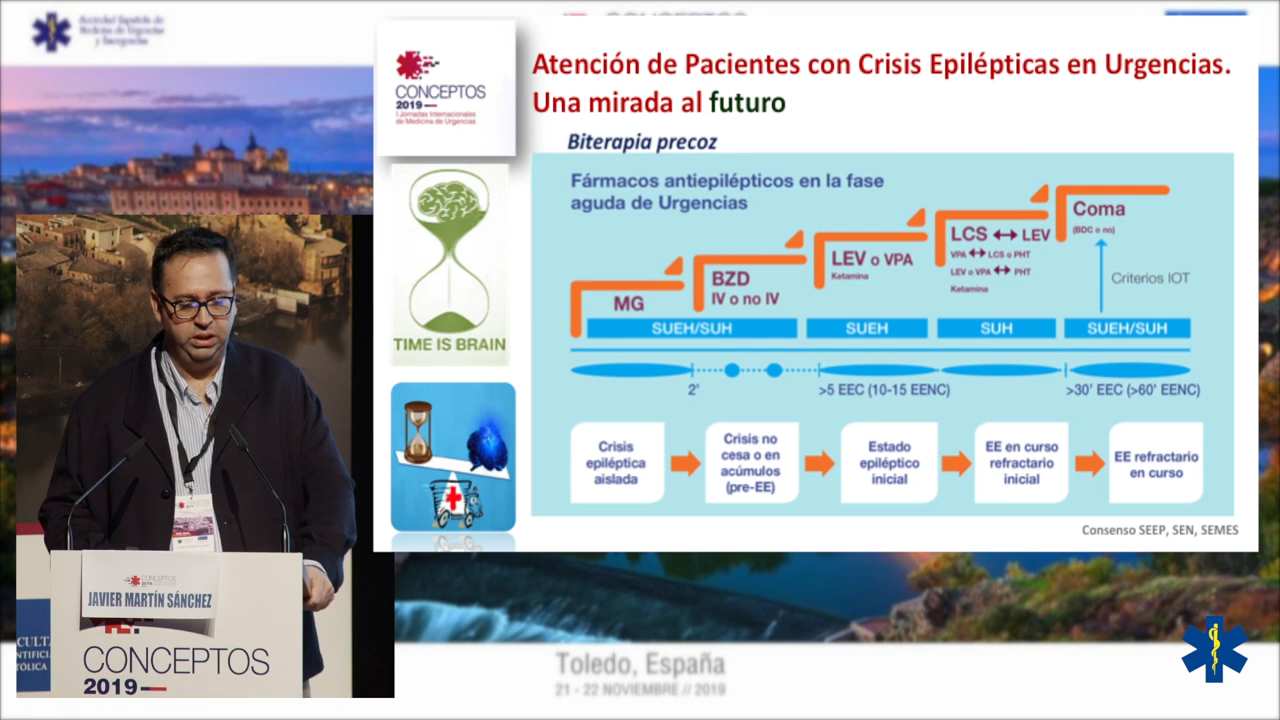 Sociedad Española de
Medicina de Urgencias
y Emergencias
CONCEPTOS
CONCEPTOS
2019
I Jornadas Internacionales
de Medicina de Urgencias
Atención de Pacientes con Crisis Epilépticas en Urgencias.
Una mirada al futuro
Biterapia precoz
TIME IS BRAIN
Fármacos antiepilépticos en la fase
aguda de Urgencias
MG
BZD
IV o no IV
LEV o VPA
Ketamina
LCS ↔ LEV
VPA ↔ LCS o PHT
LEV o VPA ↔ PHT
Ketamina
Coma
(BDC o no)
Criterios IOT
SUEH/SUH
SUEH
SUH
SUEH/SUH
2’
>5 EEC (10-15 EENC)
>30’ EEC (>60’ EENC)
Crisis
epiléptica
aislada
Crisis no
cesa o en
acúmulos
(pre-EE)
Estado
epiléptico
inicial
EE en curso
refractario
inicial
EE refractario
en curso
Consenso SEEP, SEN, SEMES
CONCEPTOS
2019
JAVIER MARTÍN SÁNCHEZ
CONCEPTOS
2019
Toledo, España
21 - 22 NOVIEMBRE // 2019